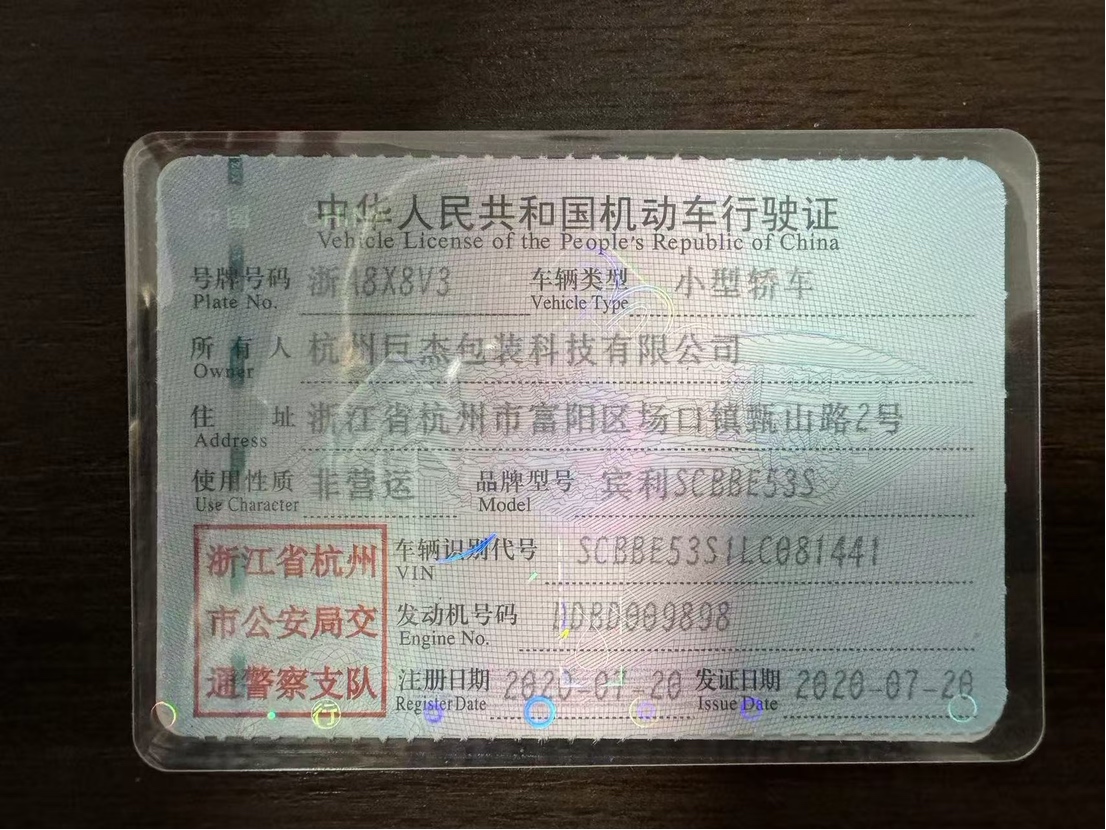 中华人民共和国机动车行驶证
Vehicle License of the People's Republic of China
号牌号码 浙A8X8V3 车辆类型 小型轿车
Plate No. Vehicle Type
所有人 杭州巨杰包装科技有限公司
Owner
住址 浙江省杭州市富阳区场口镇甄山路2号
Address
使用性质 非营运 品牌型号 宾利SCBBE53S
Use Character Model
浙江省杭州 车辆识别代号 SCBBE53S1LC081441
VIN
市公安局交 发动机号码 DDBD009898
Engine No.
通警察支队 注册日期 2020-07-20 发证日期 2020-07-20
Register Date Issue Date
行